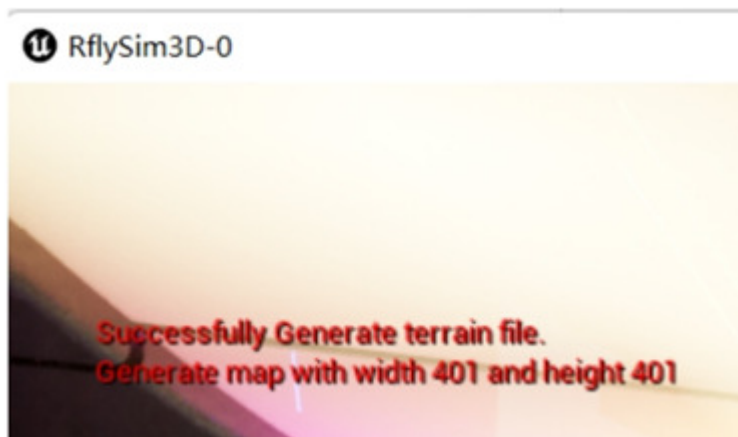 RflySim3D-0
Successfully Generate terrain file.
Generate map with width 401 and height 401